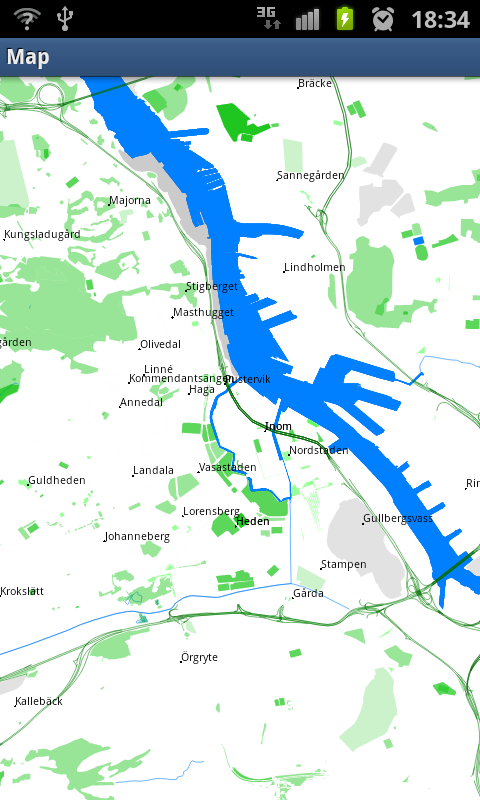 3G
18:34
Map
Bräcke
Sannegården
Majorna
Kungsladugård
Lindholmen
Stigberget
Masthugget
gården
Olivedal
Linné
Kommendantsängen
Pustervik
Haga
Annedal
Inom
Nordstaden
Vasastaden
Landala
Guldheden
Rin
Lorensberg
Heden
Gullbergsvass
Johanneberg
Stampen
Krokslätt
Gårda
Örgryte
Kallebäck